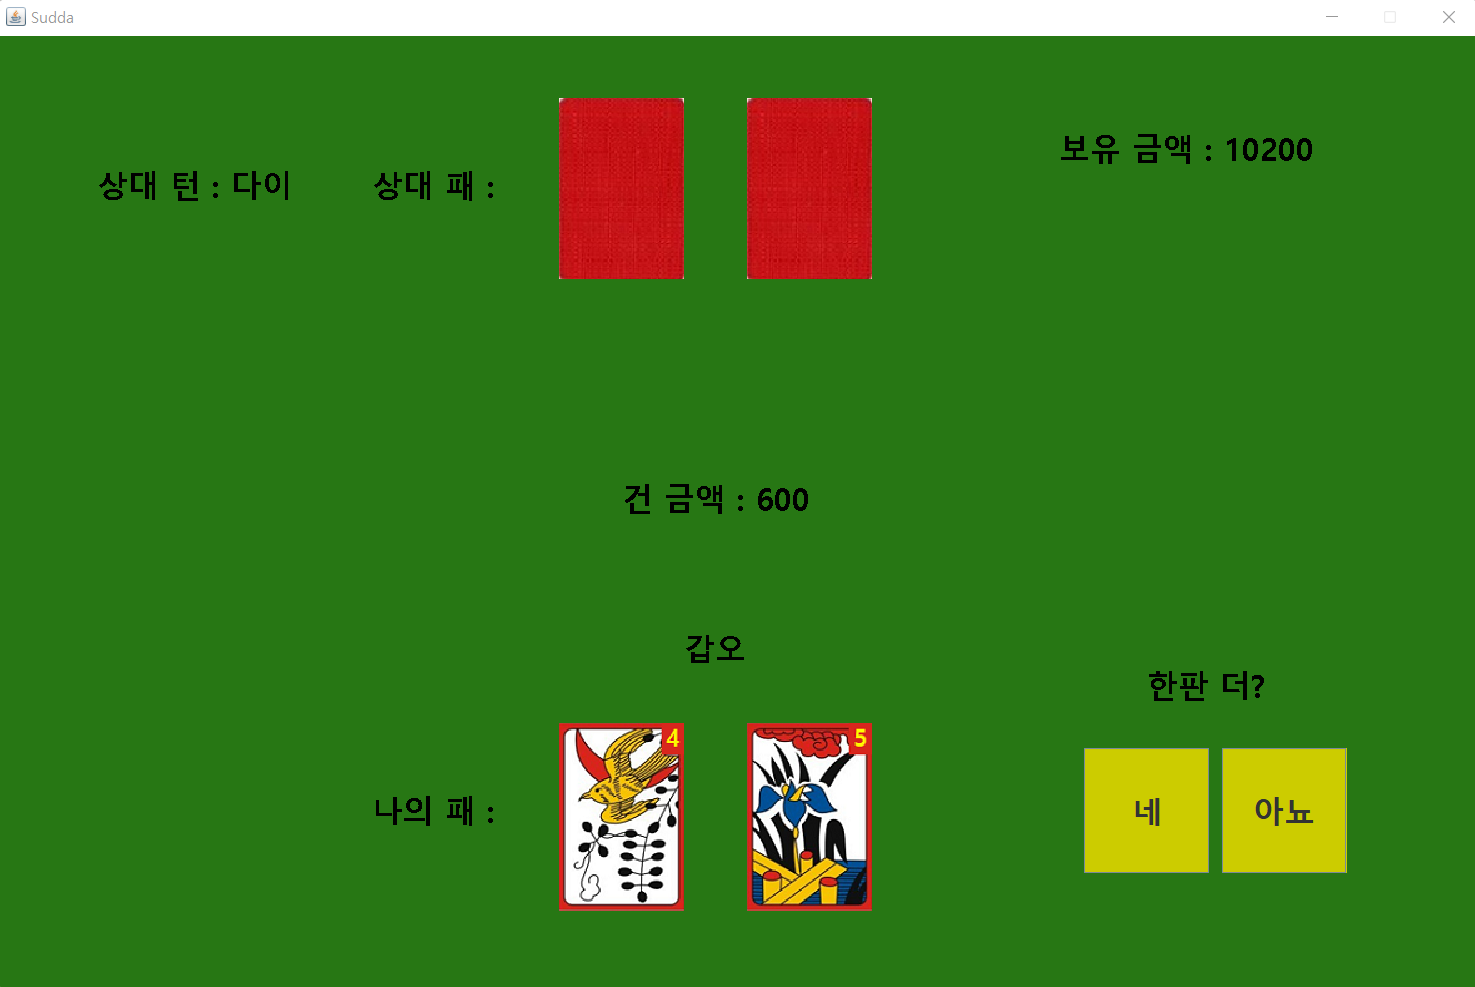 Sudda
보유 금액 : 10200
상대 턴 : 다이
상대 패 :
건 금액 : 600
갑오
한판 더?
4
5
나의 패 :
네
아뇨